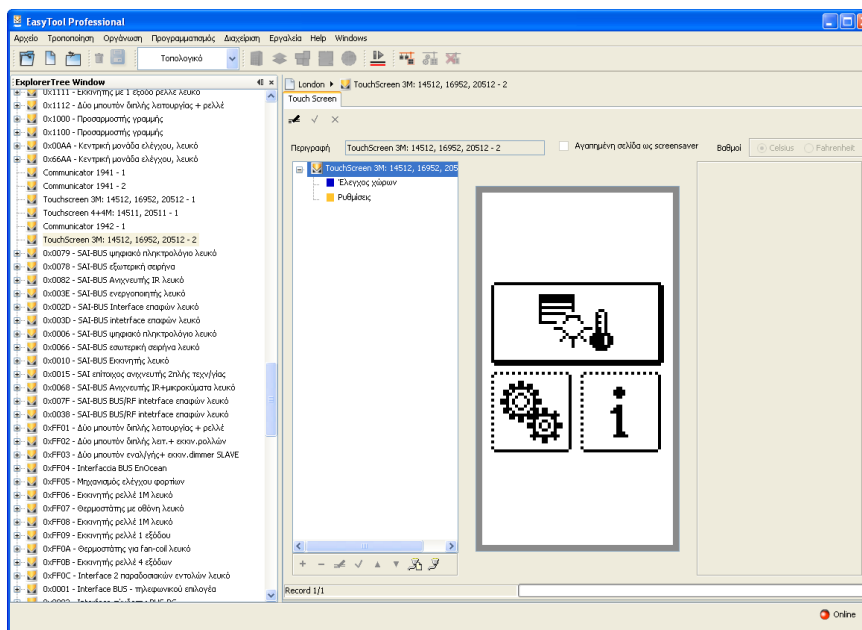 EasyTool Professional
Αρχείο Τροποποίηση Οργάνωση Προγραμματισμός Διαχείριση Εργαλεία Help Windows
Τοπολογικό
ExplorerTree Window
London TouchScreen 3M: 14512, 16952, 20512 - 2
Touch Screen
Περιγραφή TouchScreen 3M: 14512, 16952, 20512 - 2 Αγαπημένη σελίδα ως screensaver Βαθμοί Celsius Fahrenheit
0x1111 - Εκκινητής με 1 έξοδο ρελλέ λευκό
0x1112 - Δύο μπουτόν διπλής λειτουργίας + ρελλέ
0x1000 - Προσαρμοστής γραμμής
0x1100 - Προσαρμοστής γραμμής
0x00AA - Κεντρική μονάδα ελέγχου, λευκό
0x66AA - Κεντρική μονάδα ελέγχου, λευκό
Communicator 1941 - 1
Communicator 1941 - 2
Touchscreen 3M: 14512, 16952, 20512 - 1
Touchscreen 4+4M: 14511, 20511 - 1
Communicator 1942 - 1
TouchScreen 3M: 14512, 16952, 20512 - 2
0x0079 - SAI-BUS ψηφιακό πληκτρολόγιο λευκό
0x0078 - SAI-BUS εξωτερική σειρήνα
0x0082 - SAI-BUS Ανιχνευτής IR λευκό
0x003E - SAI-BUS ενεργοποιητής λευκό
0x002D - SAI-BUS Interface επαφών λευκό
0x003D - SAI-BUS intetrface επαφών λευκό
0x0006 - SAI-BUS ψηφιακό πληκτρολόγιο λευκό
0x0066 - SAI-BUS εσωτερική σειρήνα λευκό
0x0010 - SAI-BUS Εκκινητής λευκό
0x0015 - SAI επίτοιχος ανιχνευτής 2πλής τεχν/γίας
0x0068 - SAI-BUS Ανιχνευτής IR+μικροκύματα λευκό
0x007F - SAI-BUS BUS/RF intetrface επαφών λευκό
0x0038 - SAI-BUS BUS/RF intetrface επαφών λευκό
0xFF01 - Δύο μπουτόν διπλής λειτουργίας + ρελλέ
0xFF02 - Δύο μπουτόν διπλής λειτ.+ εκκιν.ρολλών
0xFF03 - Δύο μπουτόν εναλ/γής+ εκκιν.dimmer SLAVE
0xFF04 - Interfaccia BUS EnOcean
0xFF05 - Μηχανισμός ελέγχου φορτίων
0xFF06 - Εκκινητής ρελλέ 1M λευκό
0xFF07 - Θερμοστάτης με οθόνη λευκό
0xFF08 - Εκκινητής ρελλέ 1M λευκό
0xFF09 - Εκκινητής ρελλέ 1 εξόδου
0xFF0A - Θερμοστάτης για fan-coil λευκό
0xFF0B - Εκκινητής ρελλέ 4 εξόδων
0xFF0C - Interface 2 παραδοσιακών εντολών λευκό
0x0001 - Interface BUS - τηλεφωνικού επιλογέα
TouchScreen 3M: 14512, 16952, 205
Έλεγχος χώρων
Ρυθμίσεις
i
Record 1/1
Online